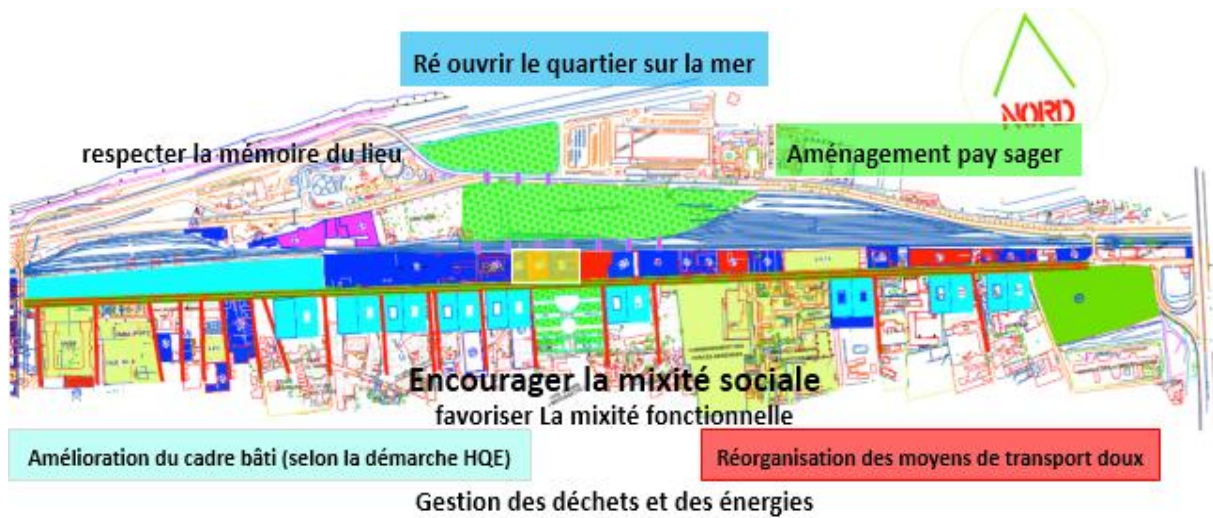 Ré ouvrir le quartier sur la mer
NORD
respecter la mémoire du lieu
Aménagement pay sager
Encourager la mixité sociale
favoriser La mixité fonctionnelle
Amélioration du cadre bâti (selon la démarche HQE)
Réorganisation des moyens de transport doux
Gestion des déchets et des énergies